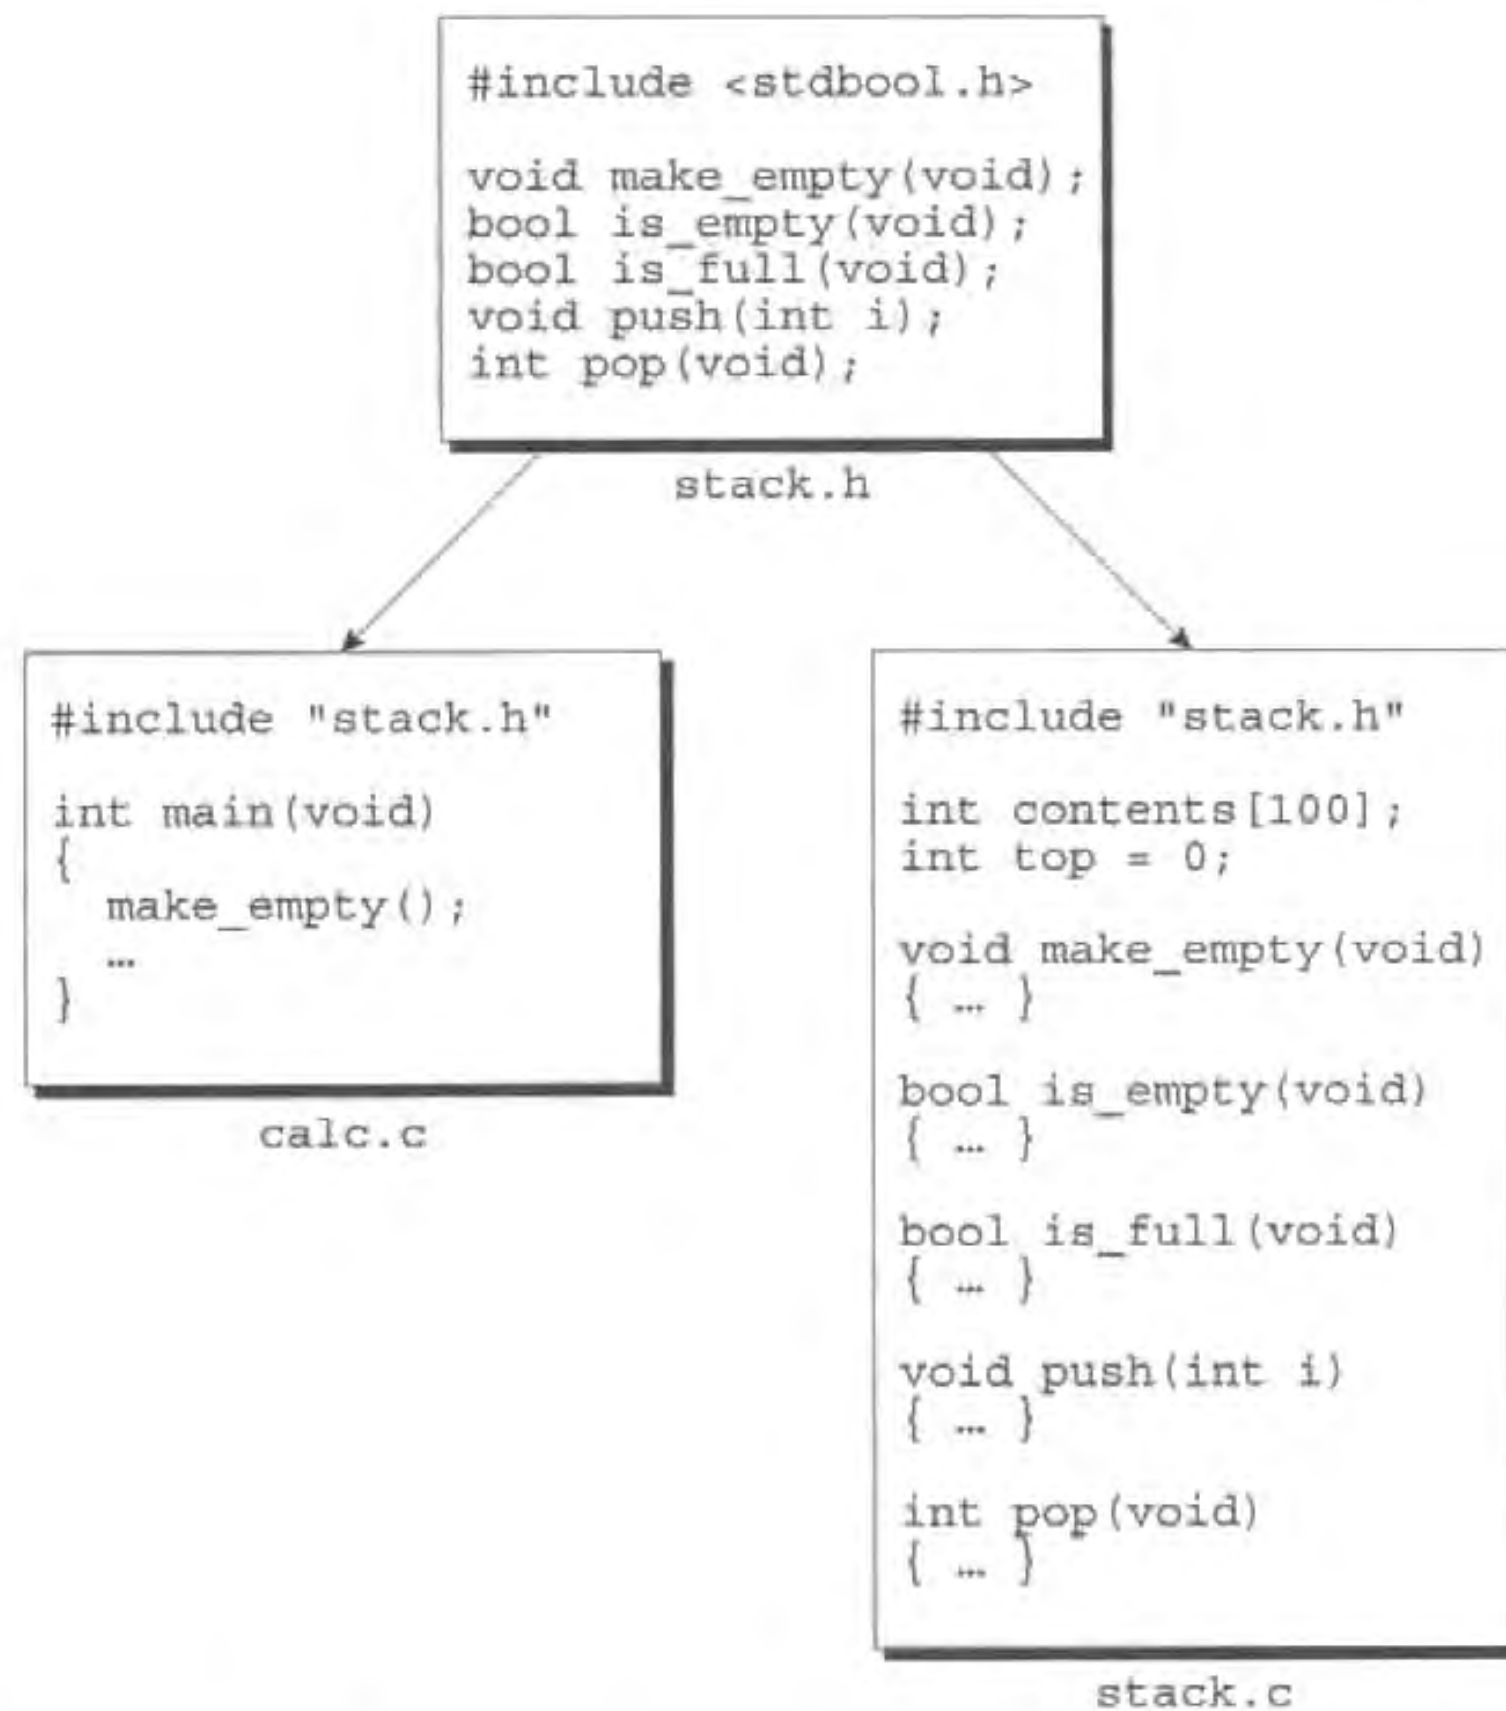 #include <stdbool.h>
void make_empty(void);
bool is_empty(void);
bool is_full(void);
void push(int i);
int pop(void);
stack.h
#include "stack.h"
int main(void)
{
make_empty();
…
}
calc.c
#include "stack.h"
int contents[100];
int top = 0;
void make_empty(void)
{ … }
bool is_empty(void)
{ … }
bool is_full(void)
{ … }
void push(int i)
{ … }
int pop(void)
{ … }
stack.c